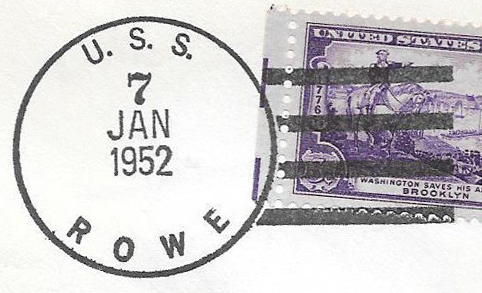 U. S. S.
7
JAN
1952
ROWE
UNITED STATES
1776
WASHINGTON SAVES HIS A
BROOKLYN